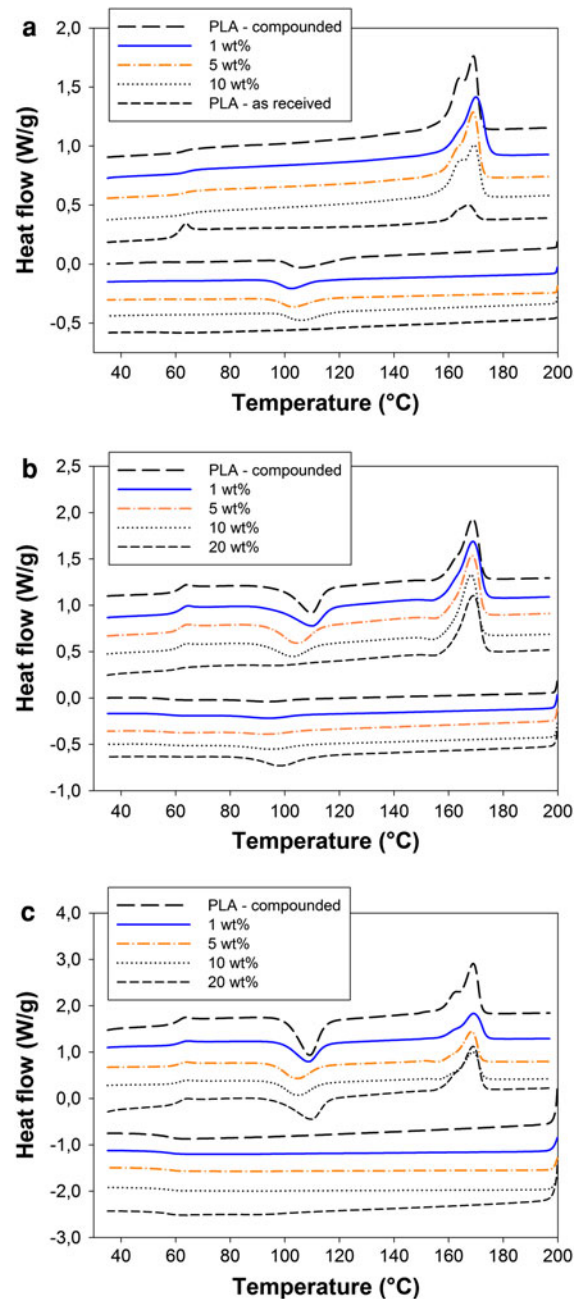 a
2,0
1,5
1,0
0,5
0,0
-0,5
Heat flow (W/g)
PLA - compounded
1 wt%
5 wt%
10 wt%
PLA - as received
40 60 80 100 120 140 160 180 200
Temperature (°C)
b
2,5
2,0
1,5
1,0
0,5
0,0
-0,5
-1,0
Heat flow (W/g)
PLA - compounded
1 wt%
5 wt%
10 wt%
20 wt%
40 60 80 100 120 140 160 180 200
Temperature (°C)
c
4,0
3,0
2,0
1,0
0,0
-1,0
-2,0
-3,0
Heat flow (W/g)
PLA - compounded
1 wt%
5 wt%
10 wt%
20 wt%
40 60 80 100 120 140 160 180 200
Temperature (°C)